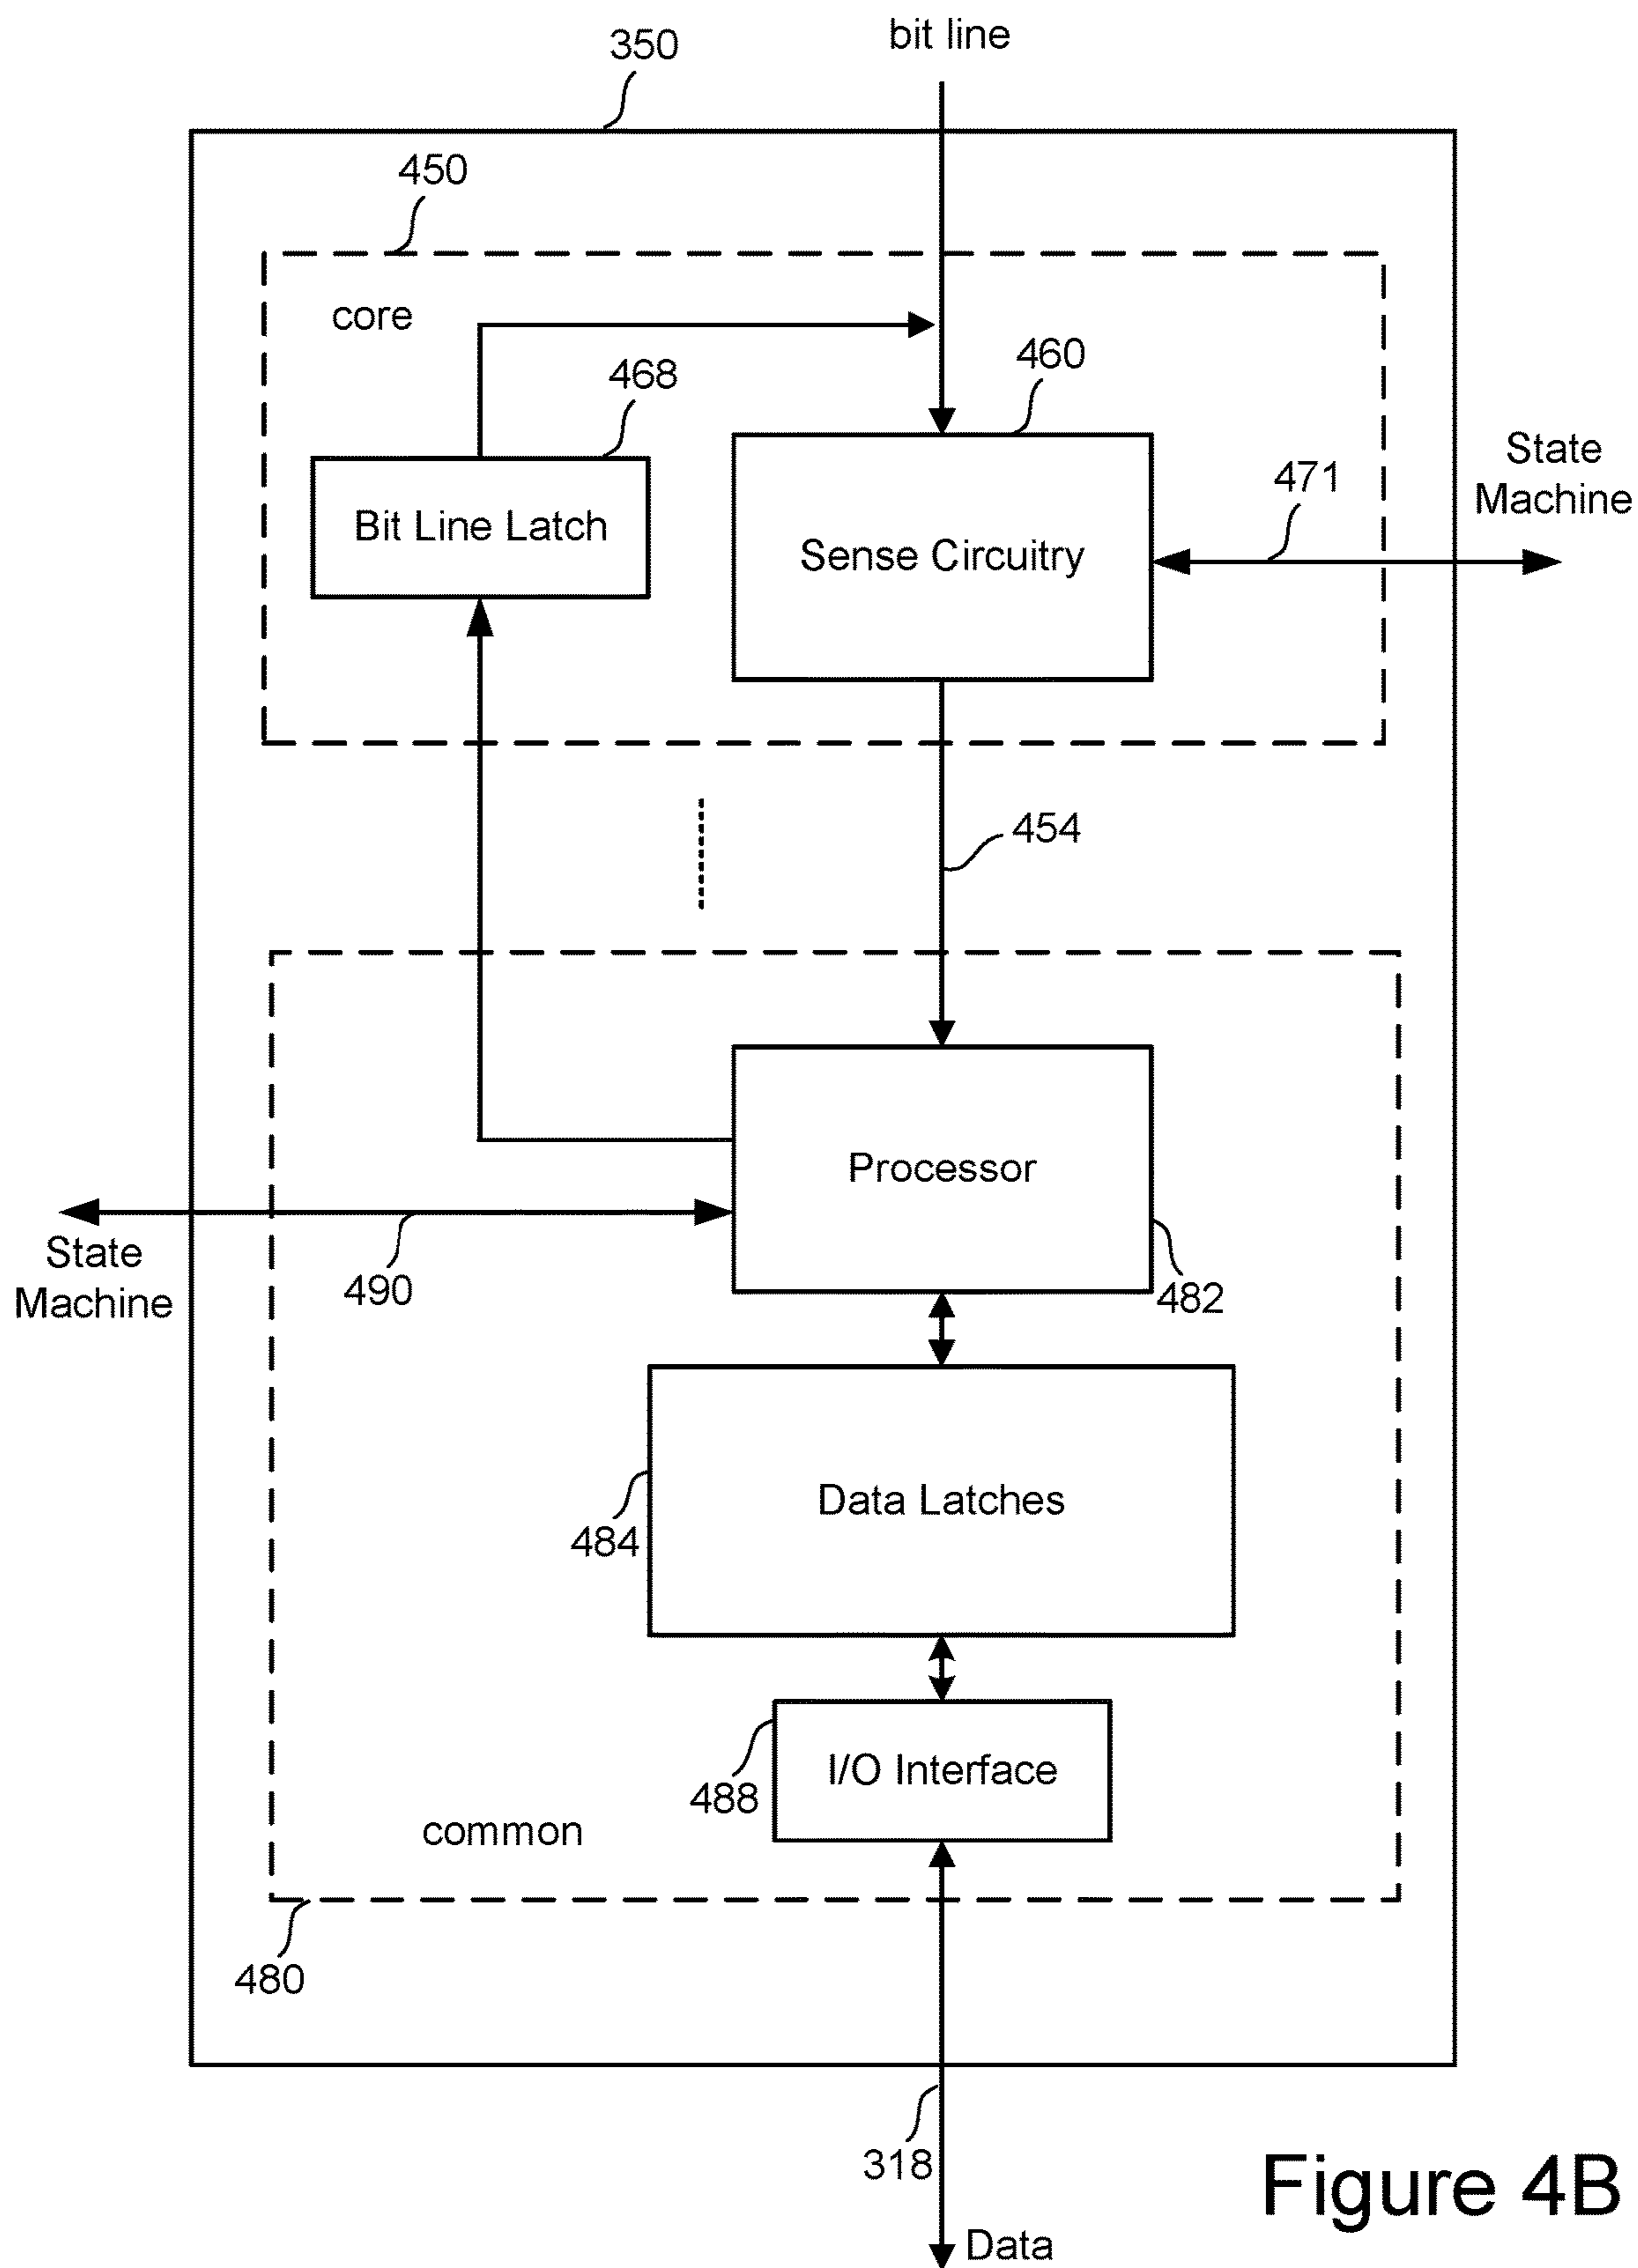 bit line
350
450
core
460
468
State
Machine
471
Bit Line Latch
Sense Circuitry
454
Processor
State
Machine
490
482
Data Latches
484
I/O Interface
488
common
480
318
Data
Figure 4B